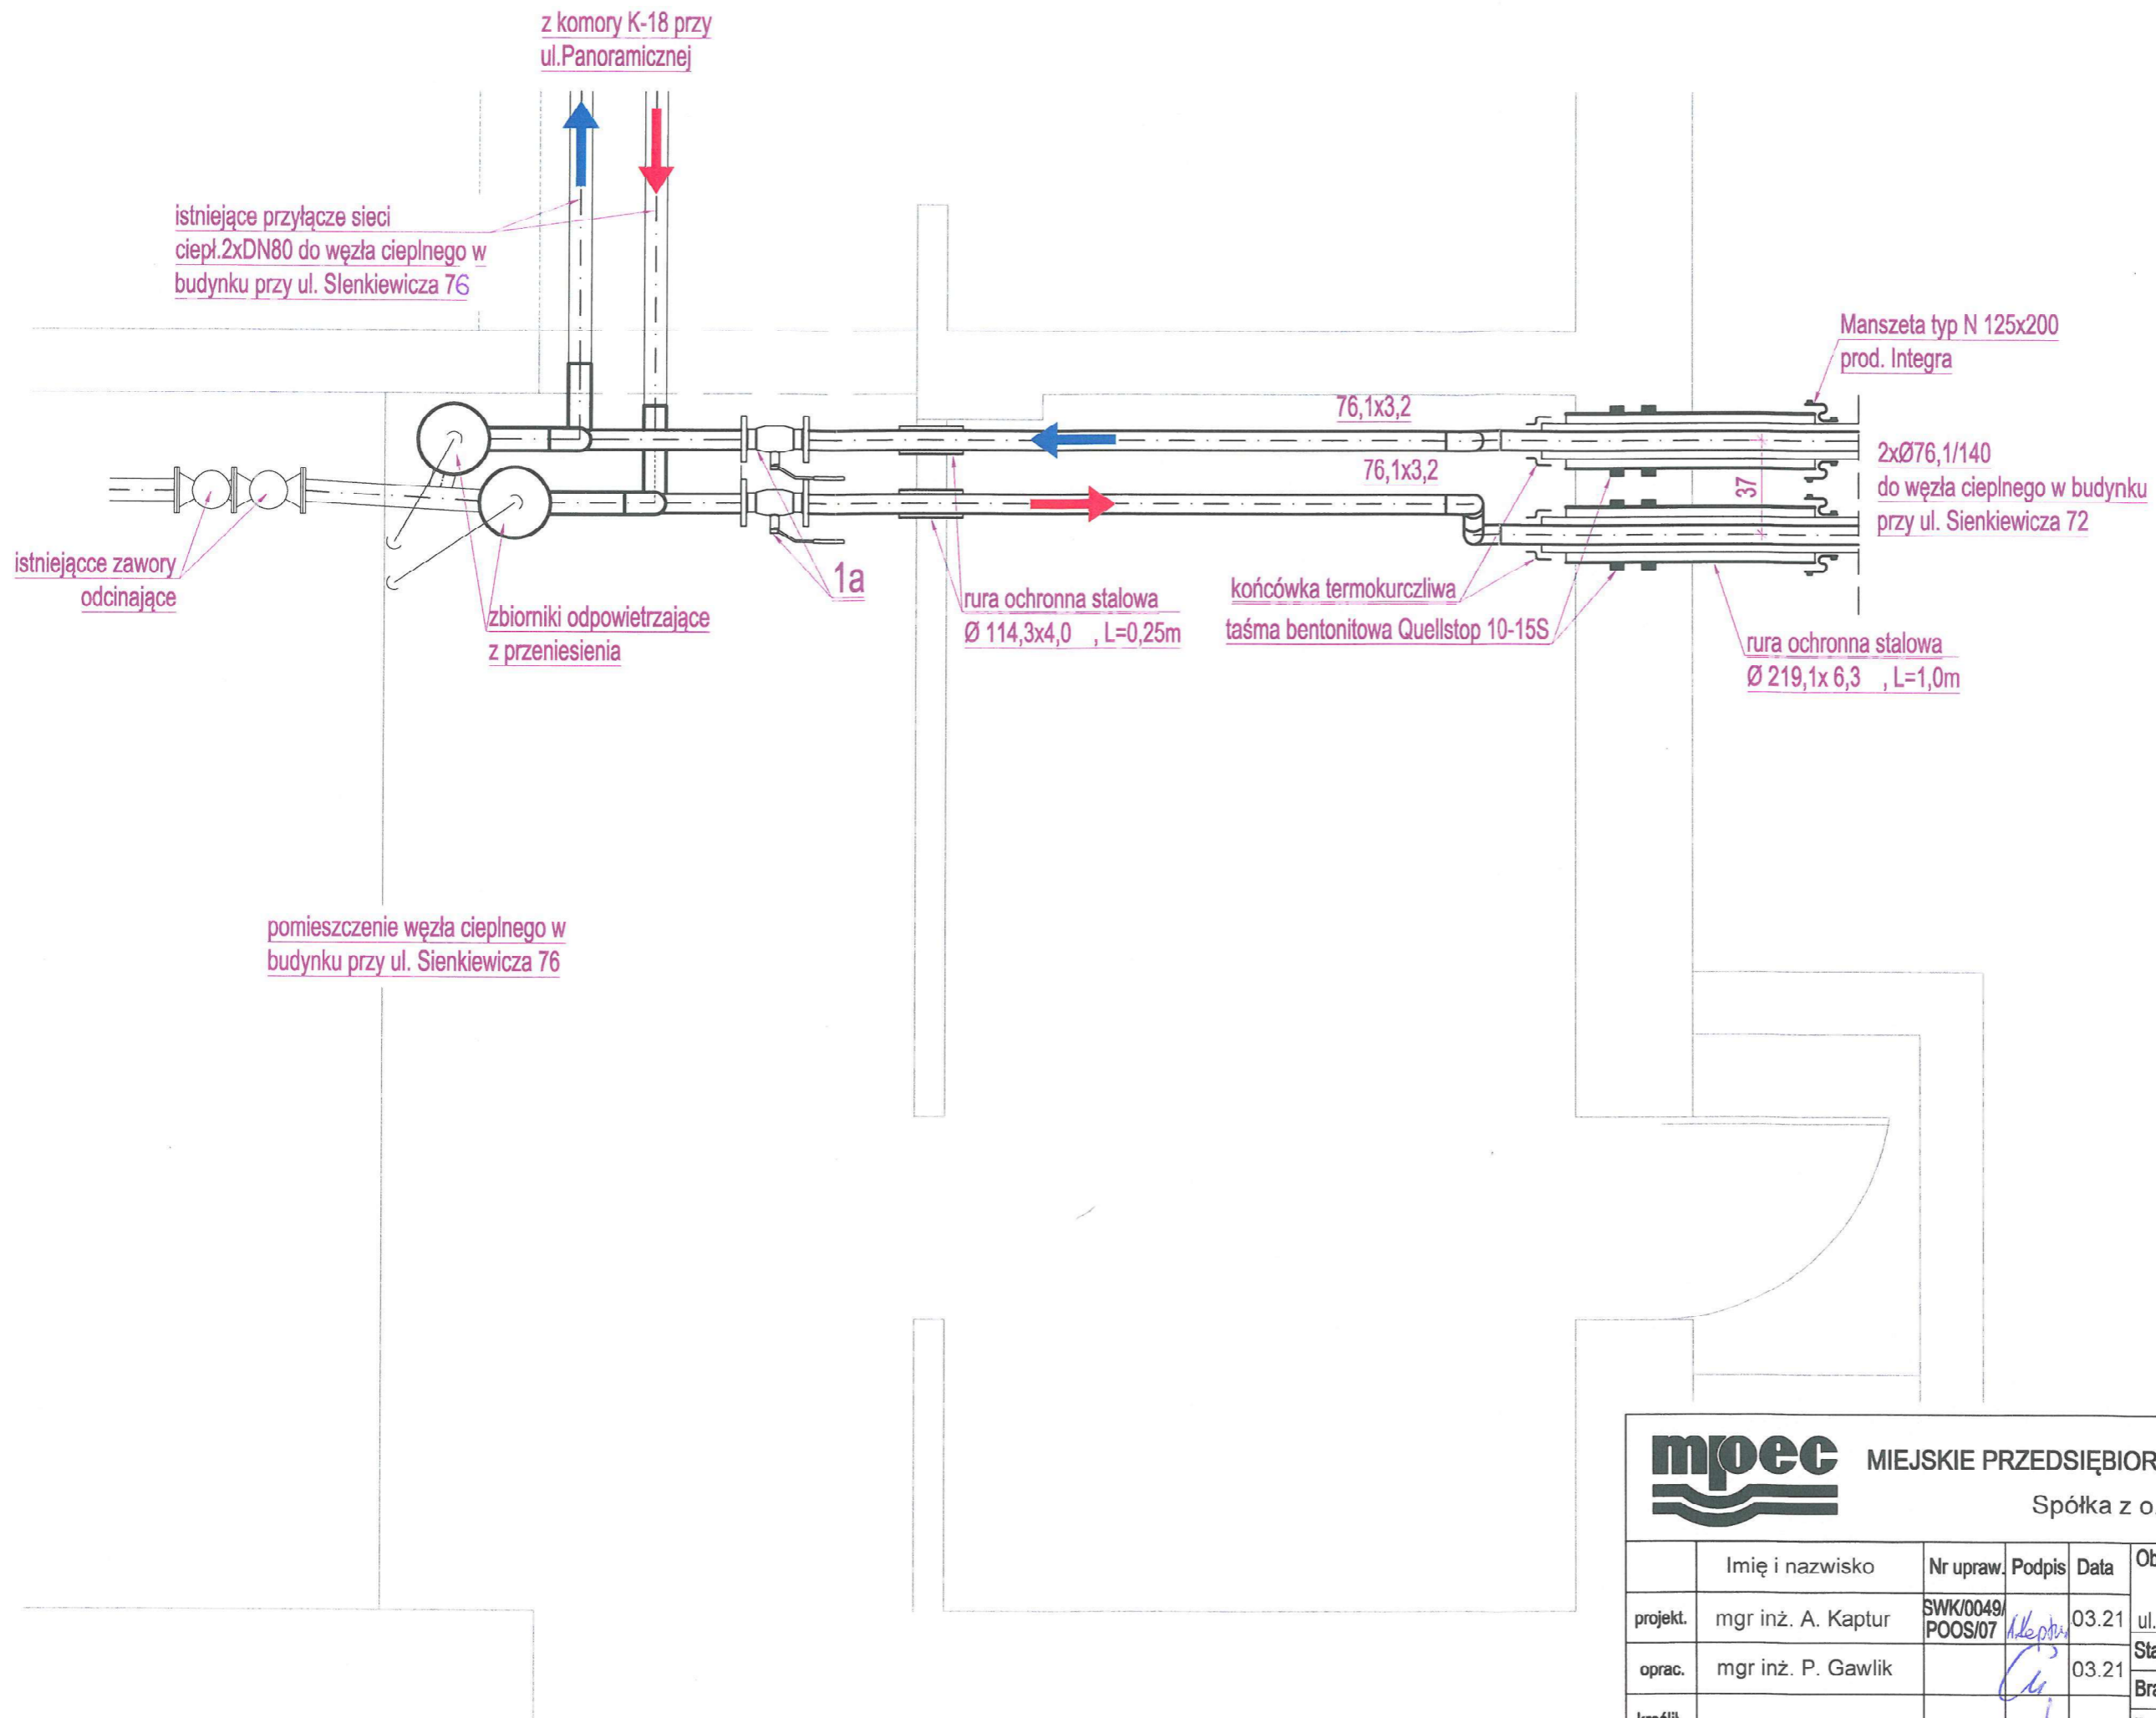 z komory K-18 przy
ul.Panoramicznej
istniejące przyłącze sieci
ciepł.2xDN80 do węzła cieplnego w
budynku przy ul. SIenkiewicza 76
Manszeta typ N 125x200
prod. Integra
76,1x3,2
76,1x3,2
37
2xØ76,1/140
do węzła cieplnego w budynku
przy ul. Sienkiewicza 72
istniejącce zawory
odcinające
1a
zbiorniki odpowietrzające
z przeniesienia
rura ochronna stalowa
Ø 114,3x4,0 , L=0,25m
końcówka termokurczliwa
taśma bentonitowa Quellstop 10-15S
rura ochronna stalowa
Ø 219,1x 6,3 , L=1,0m
pomieszczenie węzła cieplnego w
budynku przy ul. Sienkiewicza 76
mpec
MIEJSKIE PRZEDSIĘBIOR
Spółka z o.
Imię i nazwisko Nr upraw. Podpis Data Ob
projekt. mgr inż. A. Kaptur SWK/0049/ 03.21 ul.
POOS/07
Sta
oprac. mgr inż. P. Gawlik 03.21
Bra